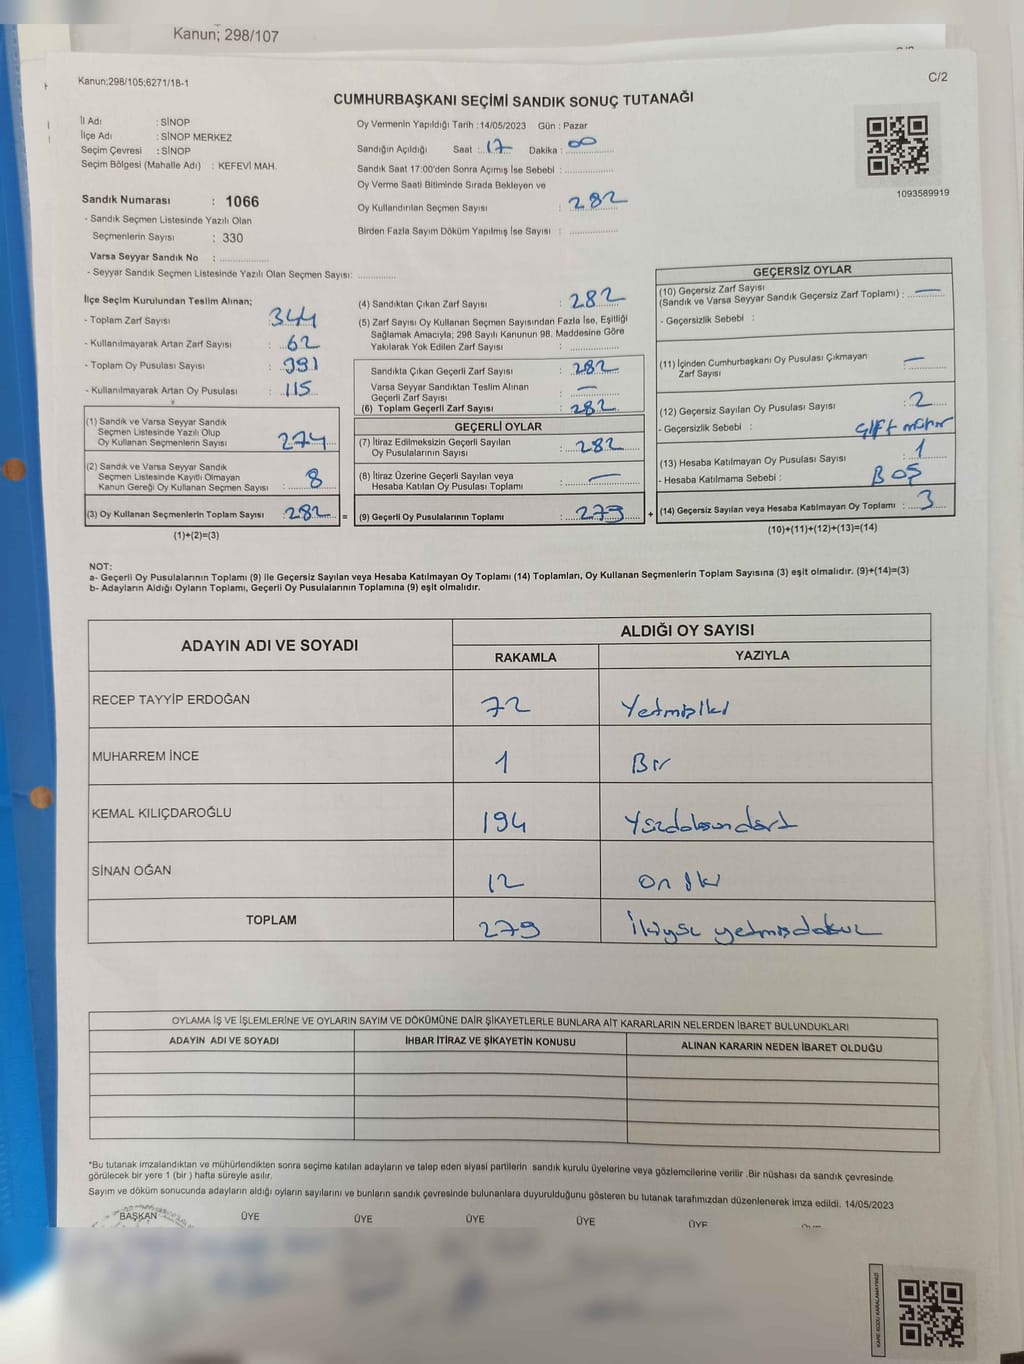 Kanun; 298/107
Kanun;298/105;6271/18-1
C/2
CUMHURBAŞKANI SEÇİMİ SANDIK SONUÇ TUTANAĞI
İl Adı : SİNOP
İlçe Adı : SİNOP MERKEZ
Seçim Çevresi : SİNOP
Seçim Bölgesi (Mahalle Adı) : KEFEVİ MAH.
Oy Vermenin Yapıldığı Tarih :14/05/2023 Gün : Pazar
Sandığın Açıldığı Saat : 17 Dakika : 00
Sandık Saat 17:00'den Sonra Açımış İse Sebebi :
Oy Verme Saati Bitiminde Sırada Bekleyen ve
Oy Kullandırılan Seçmen Sayısı : 282
Birden Fazla Sayım Döküm Yapılmış İse Sayısı :
1093589919
Sandık Numarası : 1066
- Sandık Seçmen Listesinde Yazılı Olan
Seçmenlerin Sayısı : 330
Varsa Seyyar Sandık No :
- Seyyar Sandık Seçmen Listesinde Yazılı Olan Seçmen Sayısı:
İlçe Seçim Kurulundan Teslim Alınan;
- Toplam Zarf Sayısı : 344
- Kullanılmayarak Artan Zarf Sayısı : 62
- Toplam Oy Pusulası Sayısı : 391
- Kullanılmayarak Artan Oy Pusulası : 115
(1) Sandık ve Varsa Seyyar Sandık
Seçmen Listesinde Yazılı Olup
Oy Kullanan Seçmenlerin Sayısı : 274
(2) Sandık ve Varsa Seyyar Sandık
Seçmen Listesinde Kayıtlı Olmayan
Kanun Gereği Oy Kullanan Seçmen Sayısı : 8
(3) Oy Kullanan Seçmenlerin Toplam Sayısı : 282 =
(1)+(2)=(3)
(4) Sandıktan Çıkan Zarf Sayısı : 282
(5) Zarf Sayısı Oy Kullanan Seçmen Sayısından Fazla İse, Eşitliği
Sağlamak Amacıyla; 298 Sayılı Kanunun 98. Maddesine Göre
Yakılarak Yok Edilen Zarf Sayısı :
Sandıkta Çıkan Geçerli Zarf Sayısı : 282
Varsa Seyyar Sandıktan Teslim Alınan
Geçerli Zarf Sayısı : —
(6) Toplam Geçerli Zarf Sayısı : 282
GEÇERLİ OYLAR
(7) İtiraz Edilmeksizin Geçerli Sayılan
Oy Pusulalarının Sayısı : 282
(8) İtiraz Üzerine Geçerli Sayılan veya
Hesaba Katılan Oy Pusulası Toplamı : —
(9) Geçerli Oy Pusulalarının Toplamı : 279 +
GEÇERSİZ OYLAR
(10) Geçersiz Zarf Sayısı
(Sandık ve Varsa Seyyar Sandık Geçersiz Zarf Toplamı) : —
- Geçersizlik Sebebi :
(11) İçinden Cumhurbaşkanı Oy Pusulası Çıkmayan
Zarf Sayısı : —
(12) Geçersiz Sayılan Oy Pusulası Sayısı : 2
- Geçersizlik Sebebi : Çift mühür
(13) Hesaba Katılmayan Oy Pusulası Sayısı : 1
- Hesaba Katılmama Sebebi : BOŞ
(14) Geçersiz Sayılan veya Hesaba Katılmayan Oy Toplamı : 3
(10)+(11)+(12)+(13)=(14)
NOT:
a- Geçerli Oy Pusulalarının Toplamı (9) ile Geçersiz Sayılan veya Hesaba Katılmayan Oy Toplamı (14) Toplamları, Oy Kullanan Seçmenlerin Toplam Sayısına (3) eşit olmalıdır. (9)+(14)=(3)
b- Adayların Aldığı Oyların Toplamı, Geçerli Oy Pusulalarının Toplamına (9) eşit olmalıdır.
ADAYIN ADI VE SOYADI
ALDIĞI OY SAYISI
RAKAMLA YAZIYLA
RECEP TAYYİP ERDOĞAN 72 Yetmişiki
MUHARREM İNCE 1 Bir
KEMAL KILIÇDAROĞLU 194 Yüzdoksandört
SİNAN OĞAN 12 on iki
TOPLAM 279 İkiyüz yetmişdokuz
OYLAMA İŞ VE İŞLEMLERİNE VE OYLARIN SAYIM VE DÖKÜMÜNE DAİR ŞİKAYETLERLE BUNLARA AİT KARARLARIN NELERDEN İBARET BULUNDUKLARI
ADAYIN ADI VE SOYADI İHBAR İTİRAZ VE ŞİKAYETİN KONUSU ALINAN KARARIN NEDEN İBARET OLDUĞU
*Bu tutanak imzalandıktan ve mühürlendikten sonra seçime katılan adayların ve talep eden siyasi partilerin sandık kurulu üyelerine veya gözlemcilerine verilir .Bir nüshası da sandık çevresinde
görülecek bir yere 1 (bir ) hafta süreyle asılır.
Sayım ve döküm sonucunda adayların aldığı oyların sayılarını ve bunların sandık çevresinde bulunanlara duyurulduğunu gösteren bu tutanak tarafımızdan düzenlenerek imza edildi. 14/05/2023
BAŞKAN ÜYE ÜYE ÜYE ÜYE ÜYE
KARE KODU KARALAMAYINIZ!